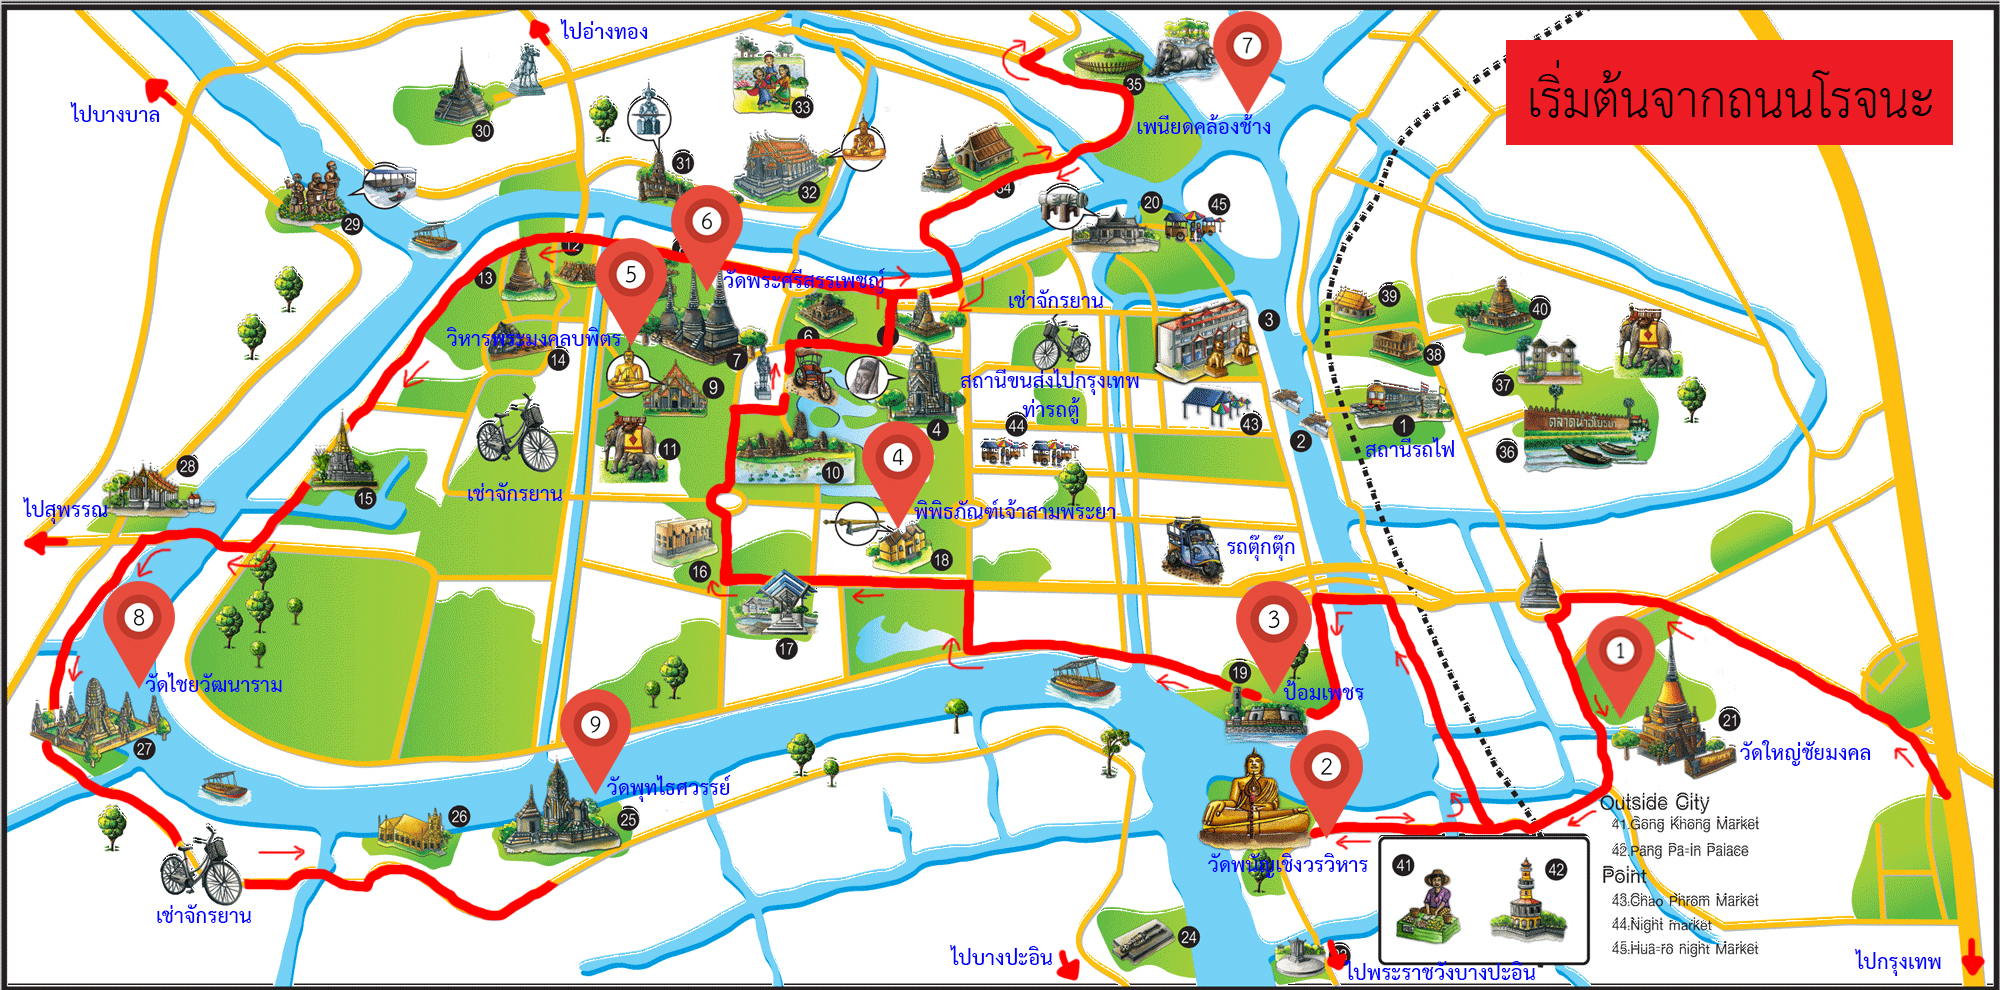 ไปอ่างทอง
7
เริ่มต้นจากถนนโรจนะ
ไปบางบาล
35
33
เพนียดคล้องช้าง
30
31
32
34
29
20
45
6
12
5
13
วัดพระศรีสรรเพชญ์
เช่าจักรยาน
39
40
3
วิหารพระมงคลบพิตร
6
14
7
38
9
สถานีขนส่งไปกรุงเทพ
ท่ารถตู้
37
ตลาดน้ำอโยธยา
4
44
43
1
2
สถานีรถไฟ
36
11
10
4
28
15
เช่าจักรยาน
ไปสุพรรณ
พิพิธภัณฑ์เจ้าสามพระยา
18
รถตุ๊กตุ๊ก
16
8
3
17
1
19
ป้อมเพชร
วัดไชยวัฒนาราม
27
9
21
วัดใหญ่ชัยมงคล
2
วัดพุทไธศวรรย์
26
25
Outside City
41.Gong Khong Market
42.Pang Pa-in Palace
Point
43.Chao Phrom Market
44.Night market
45.Hua-ro night Market
วัดพนัญเชิงวรวิหาร
41
42
เช่าจักรยาน
24
ไปบางปะอิน
ไปพระราชวังบางปะอิน
ไปกรุงเทพ